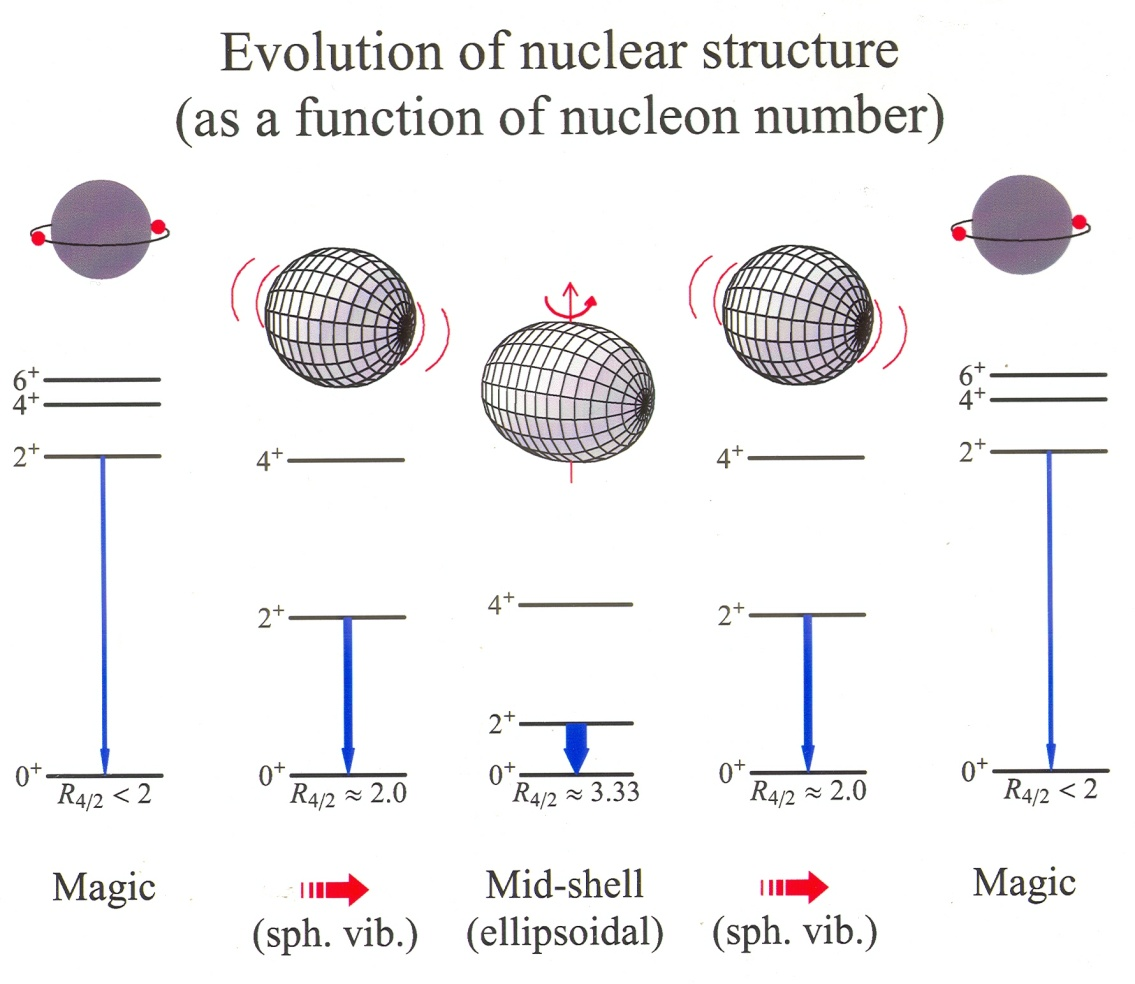 Evolution of nuclear structure
(as a function of nucleon number)
6⁺
4⁺
2⁺
0⁺
R₄/₂ < 2
Magic
4⁺
2⁺
0⁺
R₄/₂ ≈ 2.0
(sph. vib.)
4⁺
2⁺
0⁺
R₄/₂ ≈ 3.33
Mid-shell
(ellipsoidal)
4⁺
2⁺
0⁺
R₄/₂ ≈ 2.0
(sph. vib.)
6⁺
4⁺
2⁺
0⁺
R₄/₂ < 2
Magic